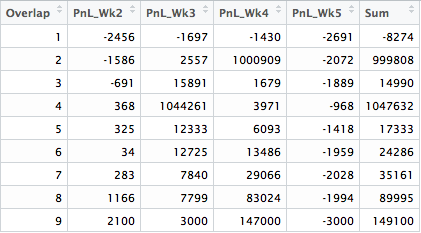 Overlap PnL_Wk2 PnL_Wk3 PnL_Wk4 PnL_Wk5 Sum
1 -2456 -1697 -1430 -2691 -8274
2 -1586 2557 1000909 -2072 999808
3 -691 15891 1679 -1889 14990
4 368 1044261 3971 -968 1047632
5 325 12333 6093 -1418 17333
6 34 12725 13486 -1959 24286
7 283 7840 29066 -2028 35161
8 1166 7799 83024 -1994 89995
9 2100 3000 147000 -3000 149100